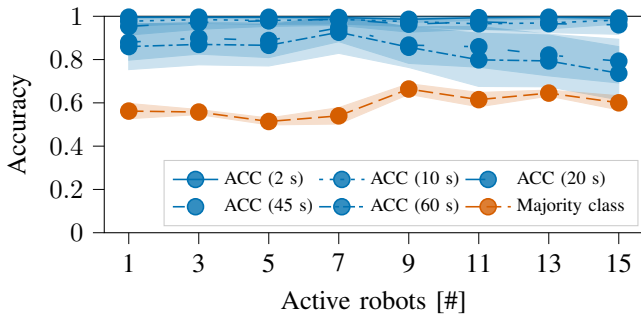 Accuracy
1
0.8
0.6
0.4
0.2
0
ACC (2 s) ACC (10 s) ACC (20 s)
ACC (45 s) ACC (60 s) Majority class
1 3 5 7 9 11 13 15
Active robots [#]